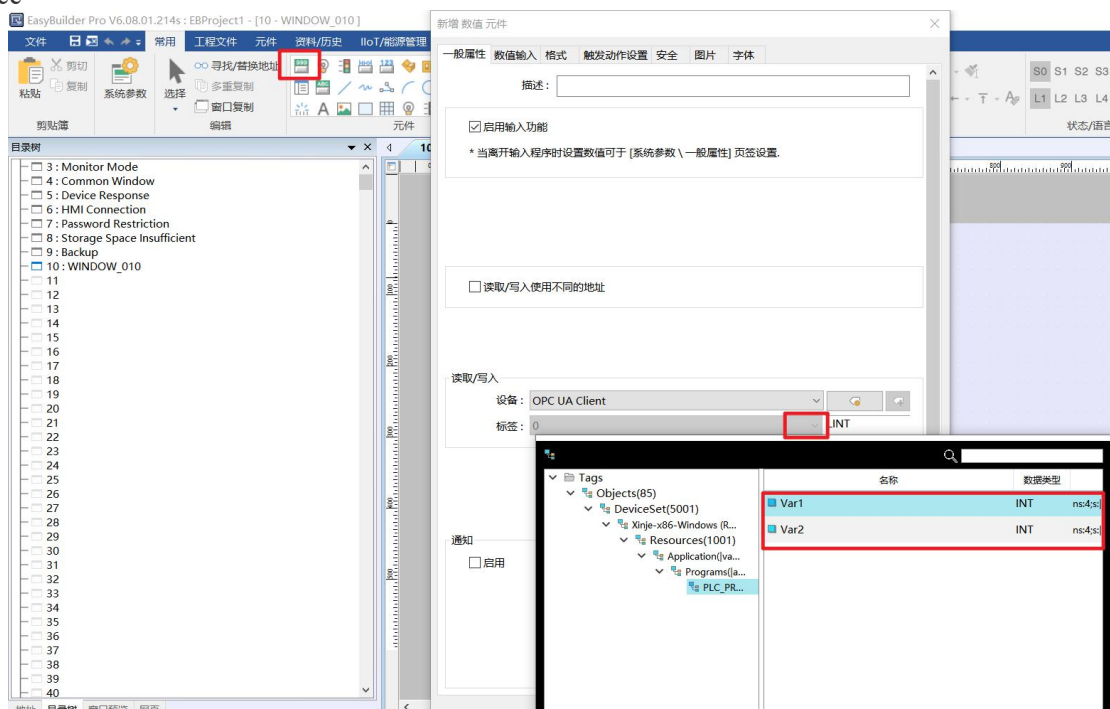 EasyBuilder Pro V6.08.01.214s : EBProject1 - [10 - WINDOW_010 ]
文件 常用 工程文件 元件 资料/历史 IIoT/能源管理
粘贴 剪切 复制 系统参数 选择 寻找/替换地址 多重复制 窗口复制
剪贴簿 编辑 元件
目录树
3 : Monitor Mode
4 : Common Window
5 : Device Response
6 : HMI Connection
7 : Password Restriction
8 : Storage Space Insufficient
9 : Backup
10 : WINDOW_010
11
12
13
14
15
16
17
18
19
20
21
22
23
24
25
26
27
28
29
30
31
32
33
34
35
36
37
38
39
40
目录树
新增 数值 元件
一般属性 数值输入 格式 触发动作设置 安全 图片 字体
描述 :
启用输入功能
* 当离开输入程序时设置数值可于 [系统参数 \ 一般属性] 页签设置.
读取/写入使用不同的地址
读取/写入
设备 : OPC UA Client
标签 : 0
通知
启用
S0 S1 S2 S3
L1 L2 L3 L4
状态/语言
Tags
Objects(85)
DeviceSet(5001)
Xinje-x86-Windows (R...
Resources(1001)
Application(|va...
Programs(|a...
PLC_PR...
名称 数据类型
Var1 INT ns:4;s:|
Var2 INT ns:4;s:|